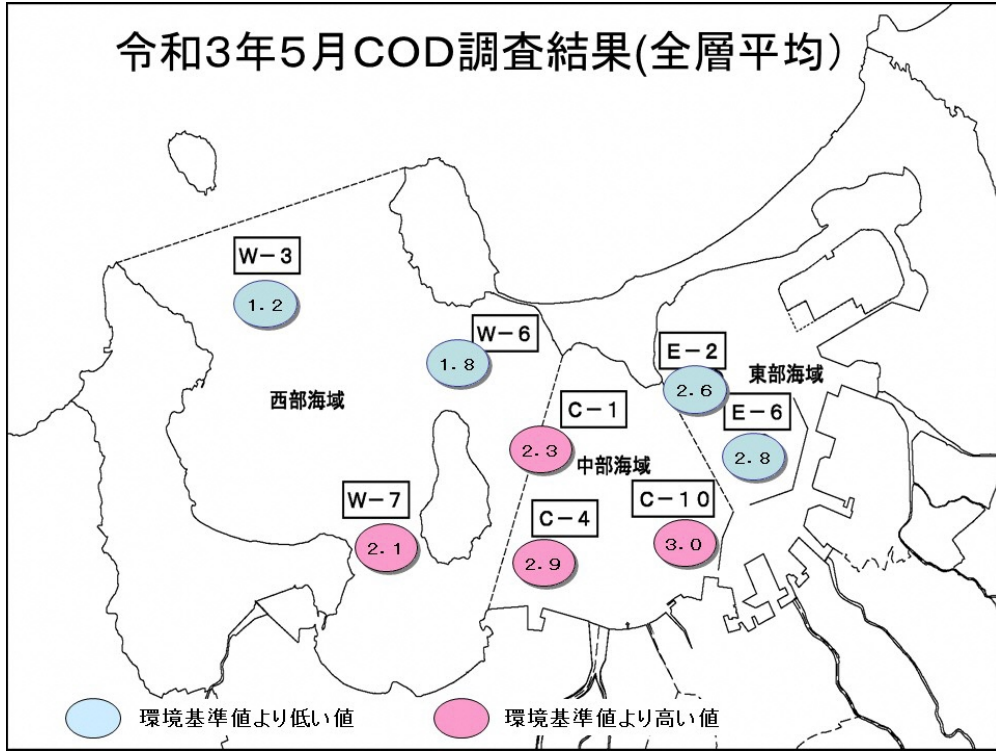 令和3年5月COD調査結果(全層平均)
W-3
1.2
W-6
1.8
E-2
2.6
東部海域
西部海域
C-1
E-6
2.3
中部海域
2.8
W-7
C-4
C-10
2.1
2.9
3.0
環境基準値より低い値
環境基準値より高い値